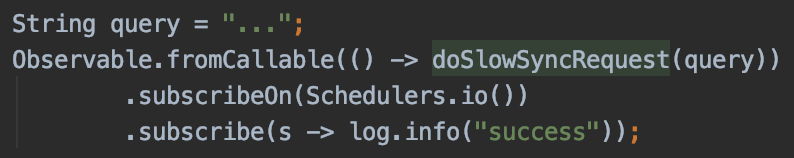 String query = "...";
Observable.fromCallable(() -> doSlowSyncRequest(query))
.subscribeOn(Schedulers.io())
.subscribe(s -> log.info("success"));